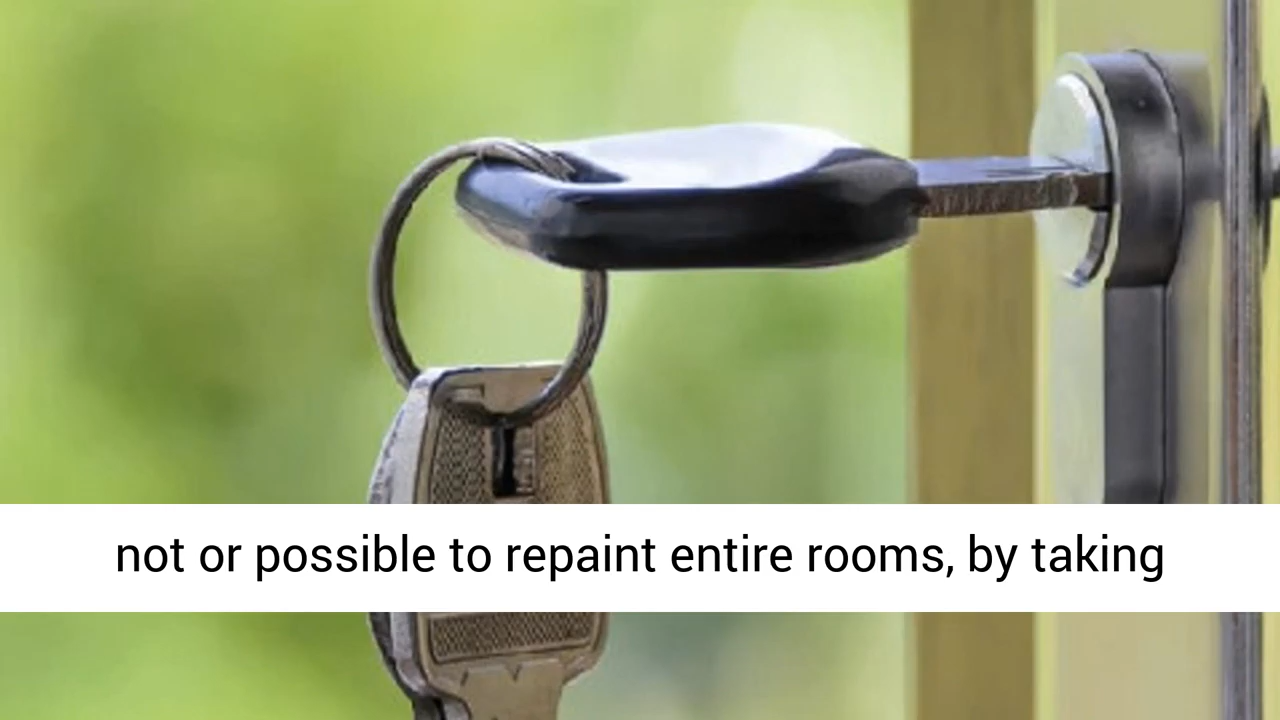 not or possible to repaint entire rooms, by taking